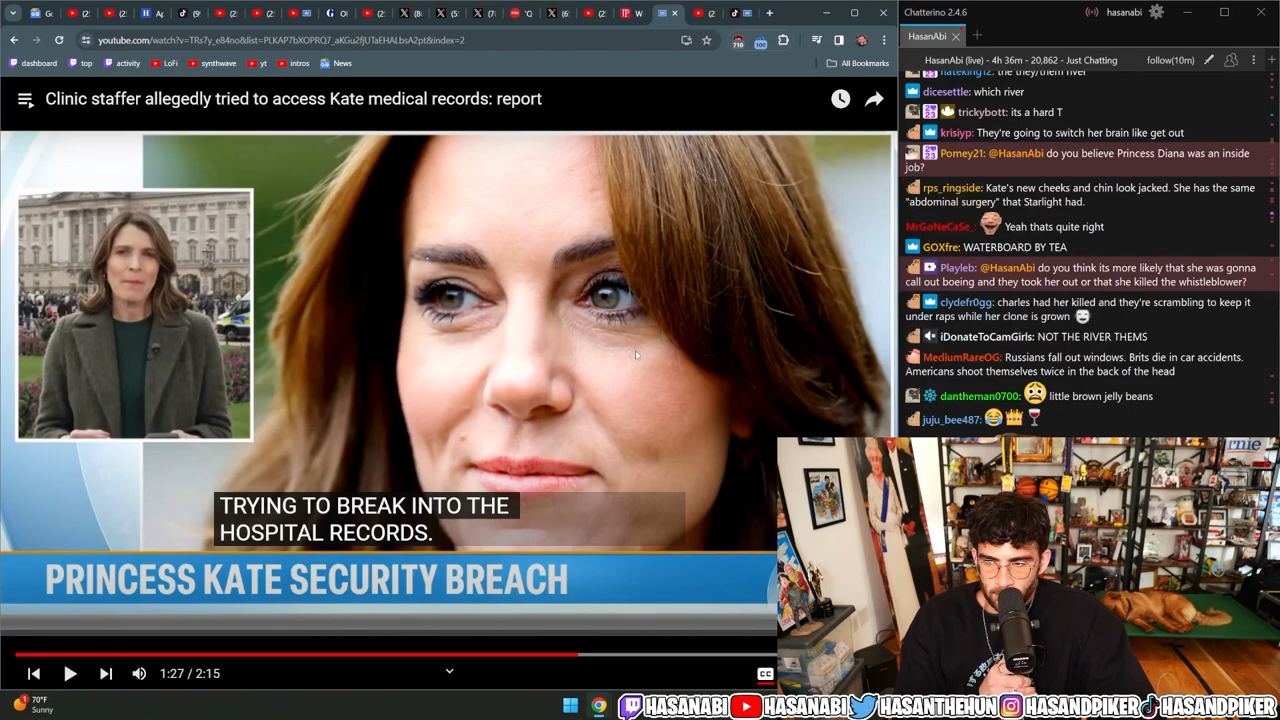 Chatterino 2.4.6
hasanabi
HasanAbi
youtube.com/watch?v=TRs7y_e84no&list=PLKAP7bXOPRQ7_aKGu2fjUTaEHALbsA2pt&index=2
710
100
dashboard
top
activity
LoFi
synthwave
yt
intros
News
All Bookmarks
HasanAbi (live) - 4h 36m - 20,862 - Just Chatting
follow(10m)
Clinic staffer allegedly tried to access Kate medical records: report
hateking12: the they/them river
dicesettle: which river
trickybott: its a hard T
krisiyp: They're going to switch her brain like get out
Pomey21: @HasanAbi do you believe Princess Diana was an inside
job?
rps_ringside: Kate's new cheeks and chin look jacked. She has the same
"abdominal surgery" that Starlight had.
MrGoNeCaSe_: Yeah thats quite right
GOXfre: WATERBOARD BY TEA
Playleb: @HasanAbi do you think its more likely that she was gonna
call out boeing and they took her out or that she killed the whistleblower?
clydefr0gg: charles had her killed and they're scrambling to keep it
under raps while her clone is grown
iDonateToCamGirls: NOT THE RIVER THEMS
MediumRareOG: Russians fall out windows. Brits die in car accidents.
Americans shoot themselves twice in the back of the head
dantheman0700: little brown jelly beans
juju_bee487:
TRYING TO BREAK INTO THE
HOSPITAL RECORDS.
PRINCESS KATE SECURITY BREACH
1:27 / 2:15
CC
70°F
Sunny
HASANABI
HASANABI
HASANTHEHUN
HASANDPIKER
HASANDPIKER